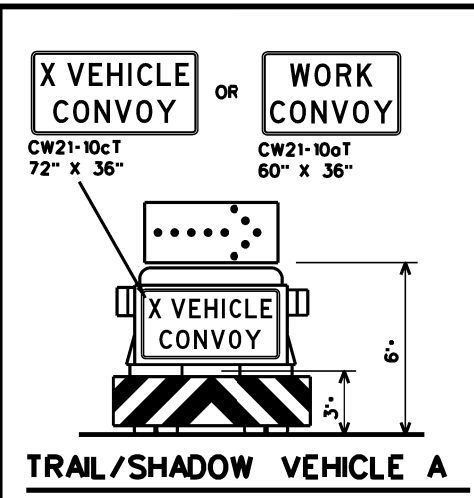 X VEHICLE
CONVOY
OR
WORK
CONVOY
CW21-10cT
72" X 36"
CW21-10aT
60" X 36"
X VEHICLE
CONVOY
6'•
3'•
TRAIL/SHADOW VEHICLE A